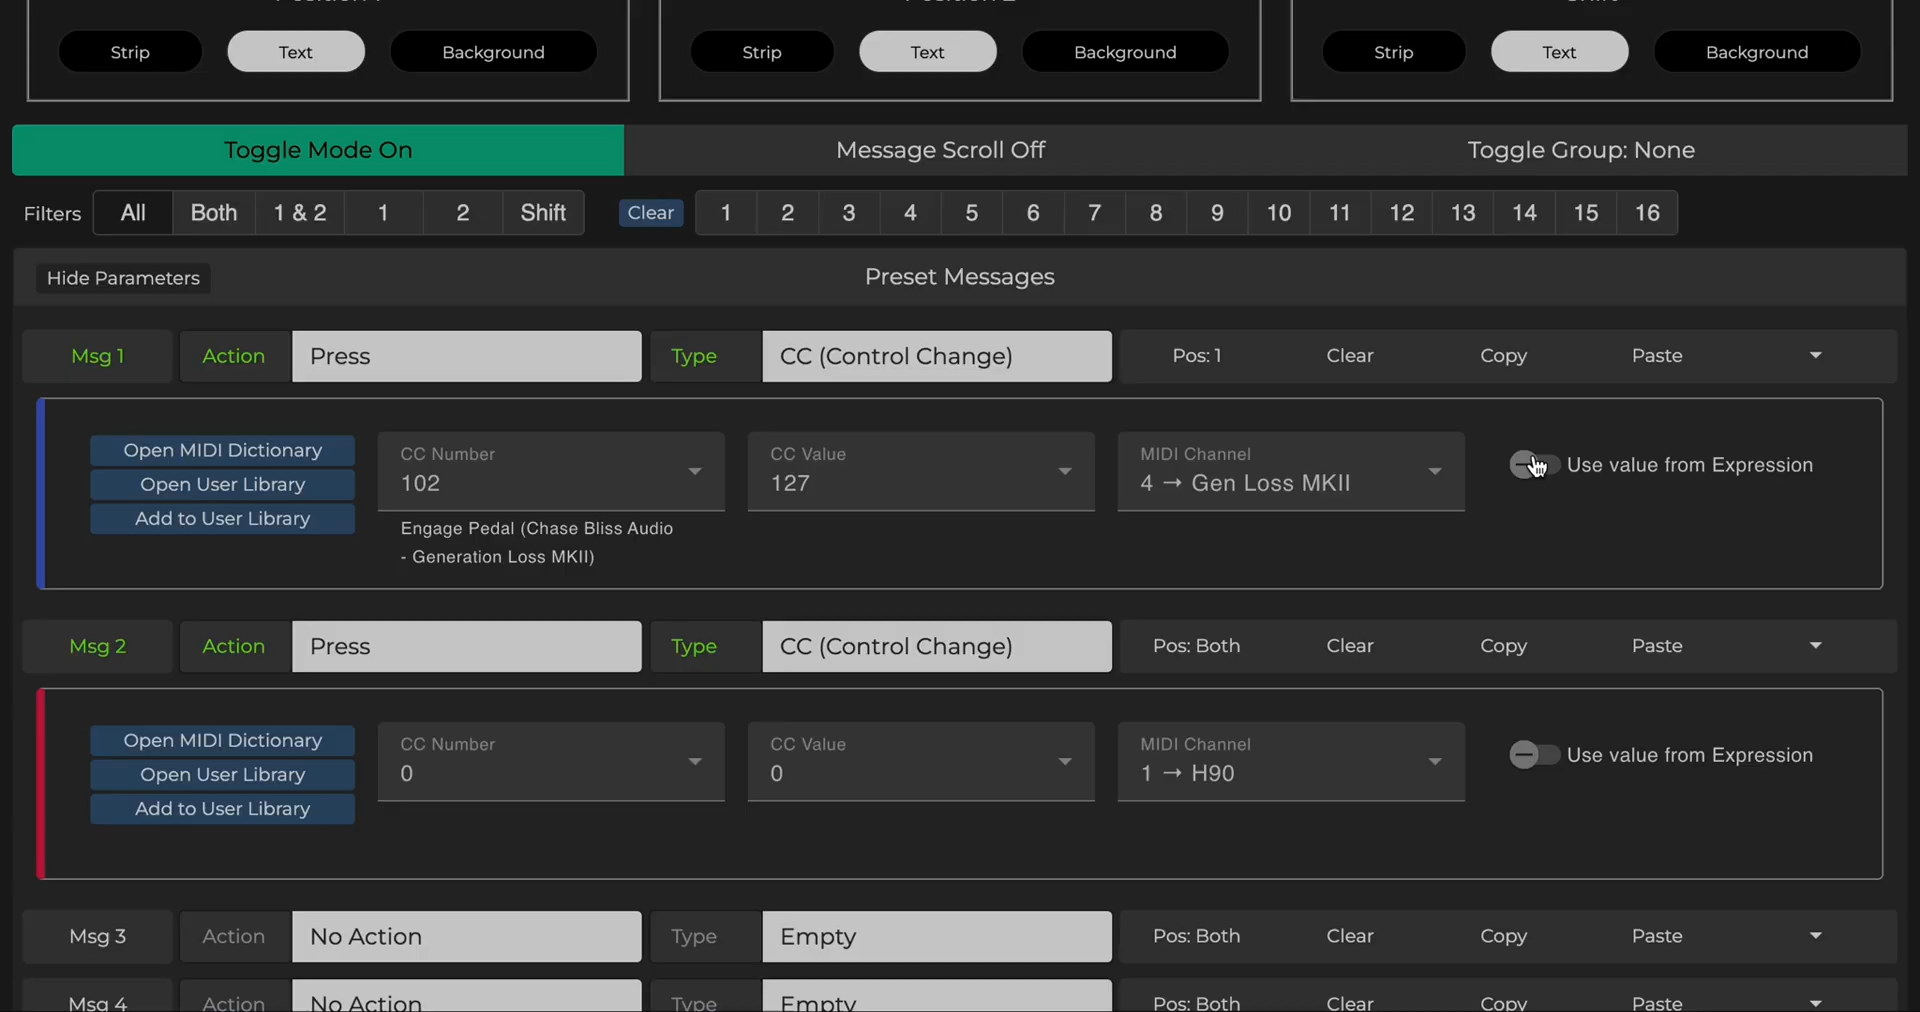 Strip Text Background Strip Text Background Strip Text Background
Toggle Mode On Message Scroll Off Toggle Group: None
Filters All Both 1 & 2 1 2 Shift Clear 1 2 3 4 5 6 7 8 9 10 11 12 13 14 15 16
Hide Parameters Preset Messages
Msg 1 Action Press Type CC (Control Change) Pos: 1 Clear Copy Paste
Open MIDI Dictionary
Open User Library
Add to User Library
CC Number
102
Engage Pedal (Chase Bliss Audio
- Generation Loss MKII)
CC Value
127
MIDI Channel
4 → Gen Loss MKII
Use value from Expression
Msg 2 Action Press Type CC (Control Change) Pos: Both Clear Copy Paste
Open MIDI Dictionary
Open User Library
Add to User Library
CC Number
0
CC Value
0
MIDI Channel
1 → H90
Use value from Expression
Msg 3 Action No Action Type Empty Pos: Both Clear Copy Paste
Msg 4 Action No Action Type Empty Pos: Both Clear Copy Paste